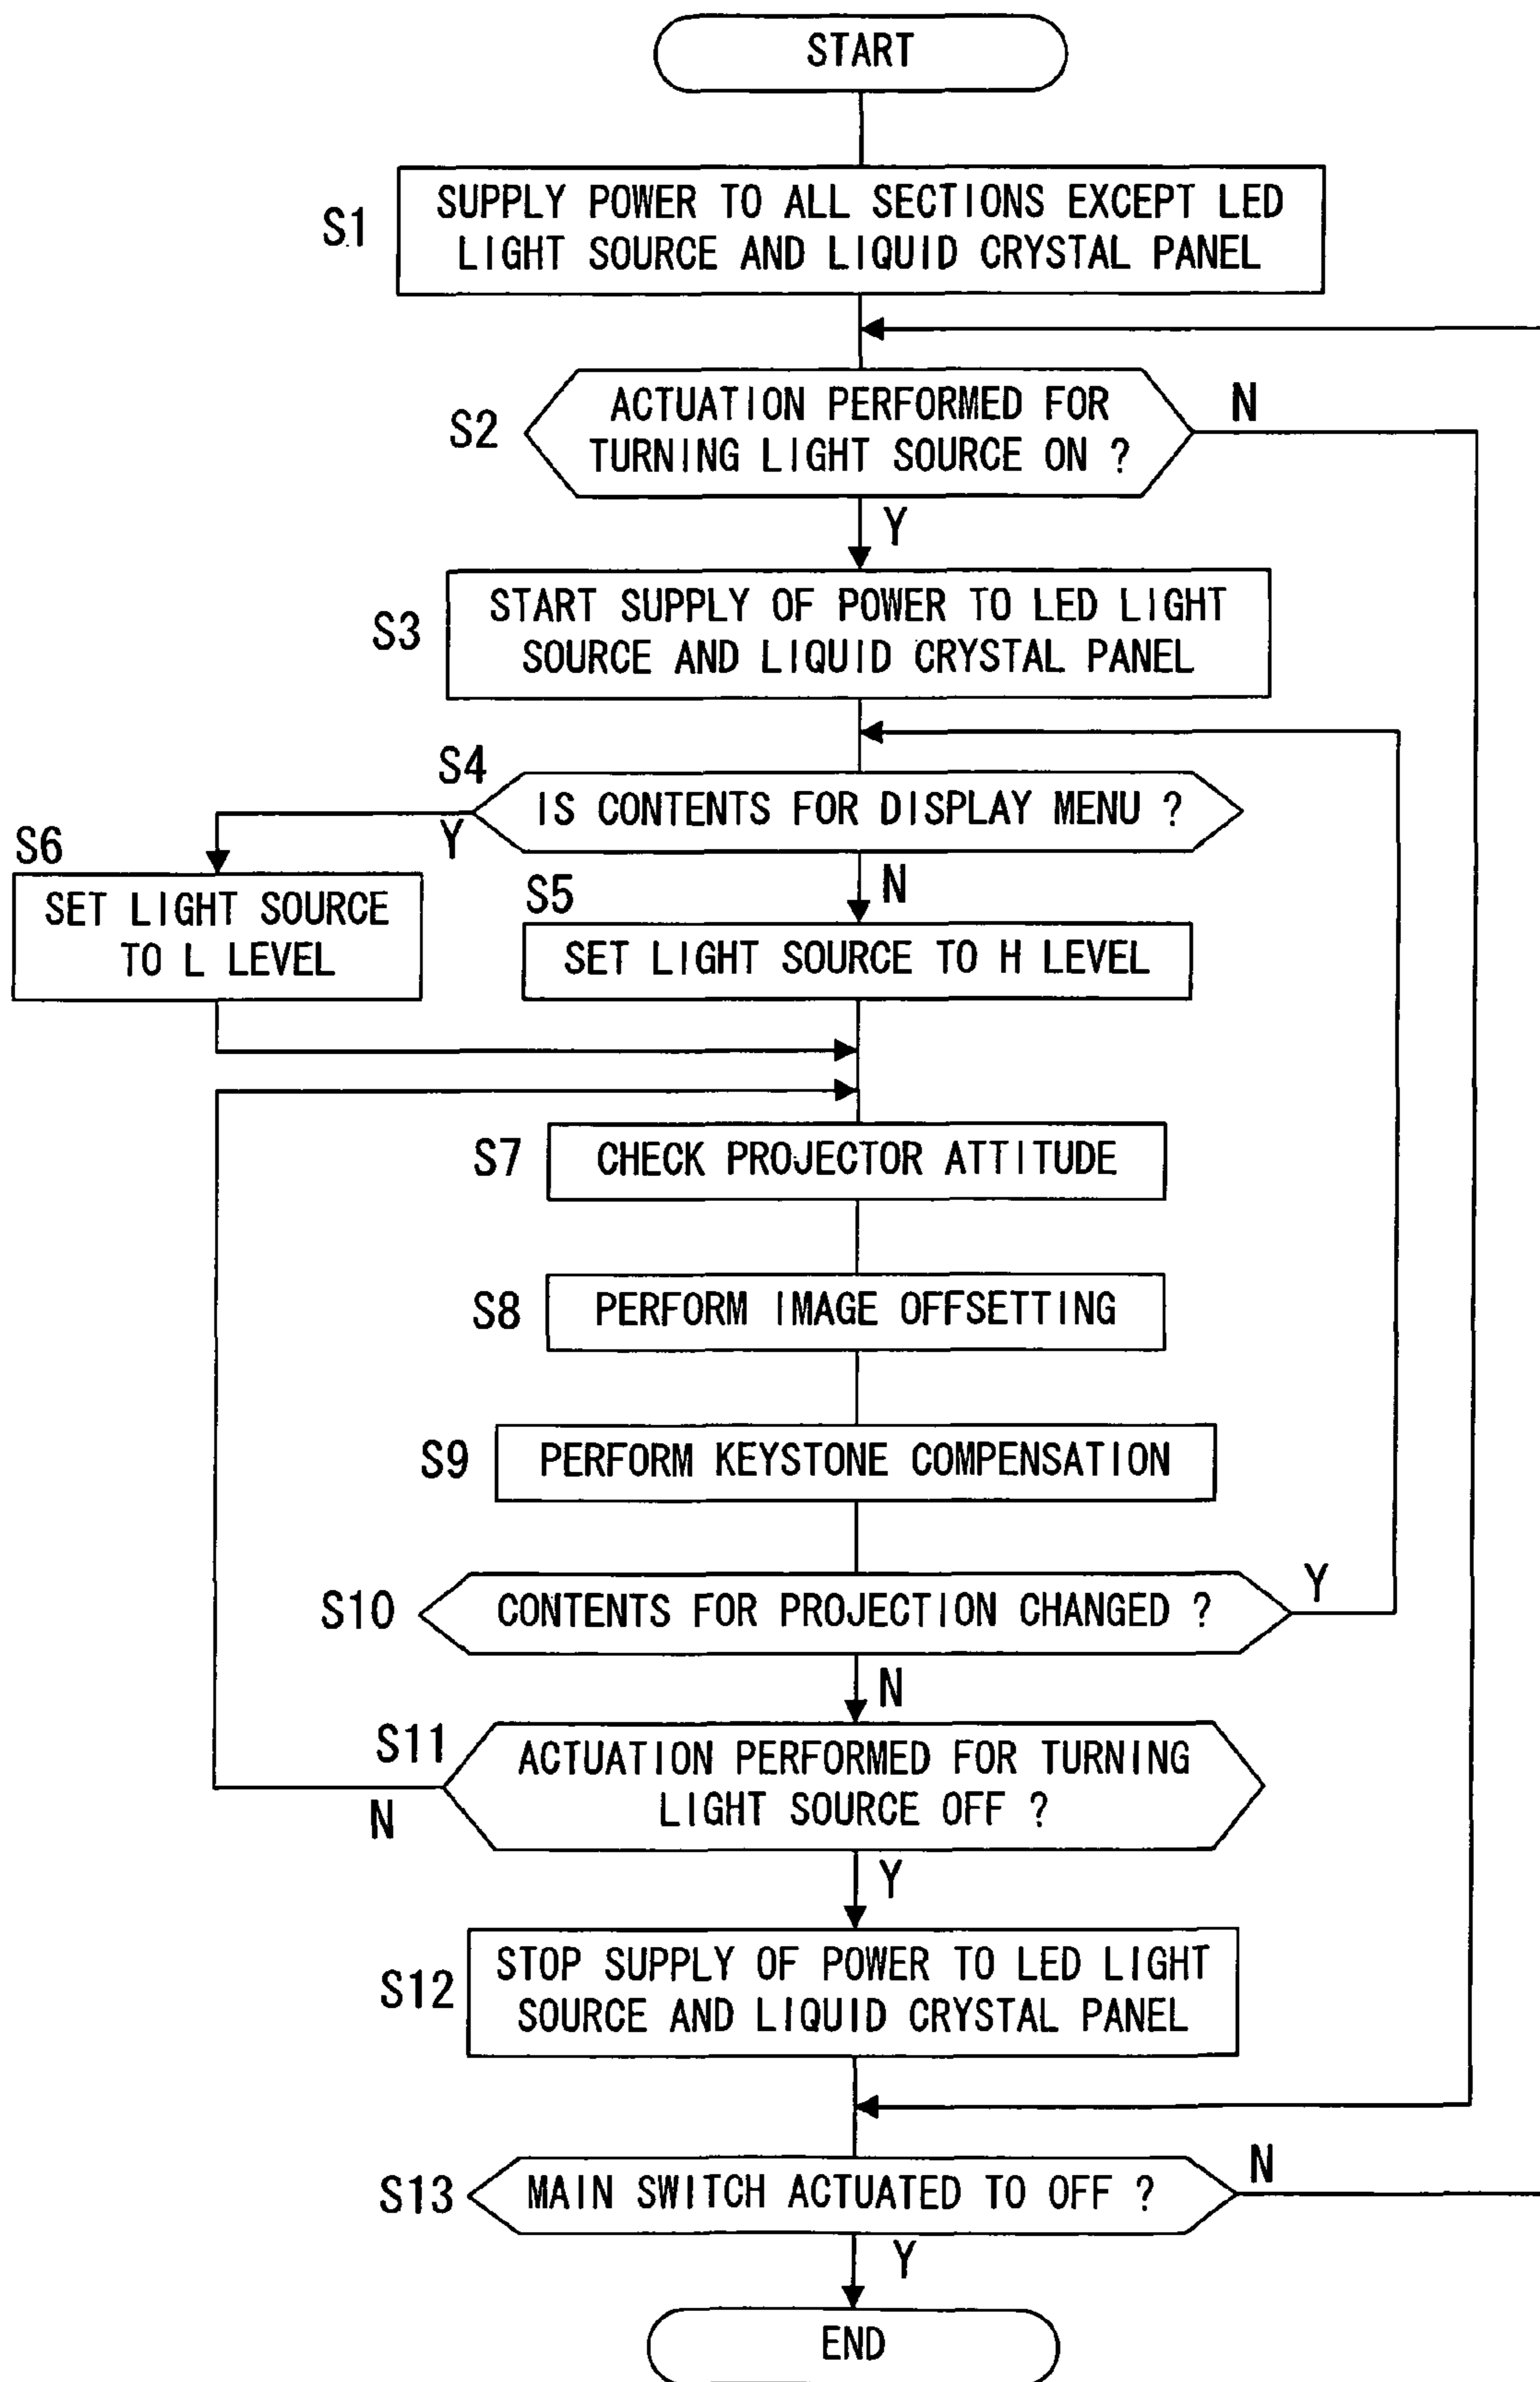 START
S1
SUPPLY POWER TO ALL SECTIONS EXCEPT LED
LIGHT SOURCE AND LIQUID CRYSTAL PANEL
S2
ACTUATION PERFORMED FOR
TURNING LIGHT SOURCE ON ?
N
Y
S3
START SUPPLY OF POWER TO LED LIGHT
SOURCE AND LIQUID CRYSTAL PANEL
S4
IS CONTENTS FOR DISPLAY MENU ?
Y
N
S6
SET LIGHT SOURCE
TO L LEVEL
S5
SET LIGHT SOURCE TO H LEVEL
S7
CHECK PROJECTOR ATTITUDE
S8
PERFORM IMAGE OFFSETTING
S9
PERFORM KEYSTONE COMPENSATION
S10
CONTENTS FOR PROJECTION CHANGED ?
Y
N
S11
ACTUATION PERFORMED FOR TURNING
LIGHT SOURCE OFF ?
N
Y
S12
STOP SUPPLY OF POWER TO LED LIGHT
SOURCE AND LIQUID CRYSTAL PANEL
S13
MAIN SWITCH ACTUATED TO OFF ?
N
Y
END